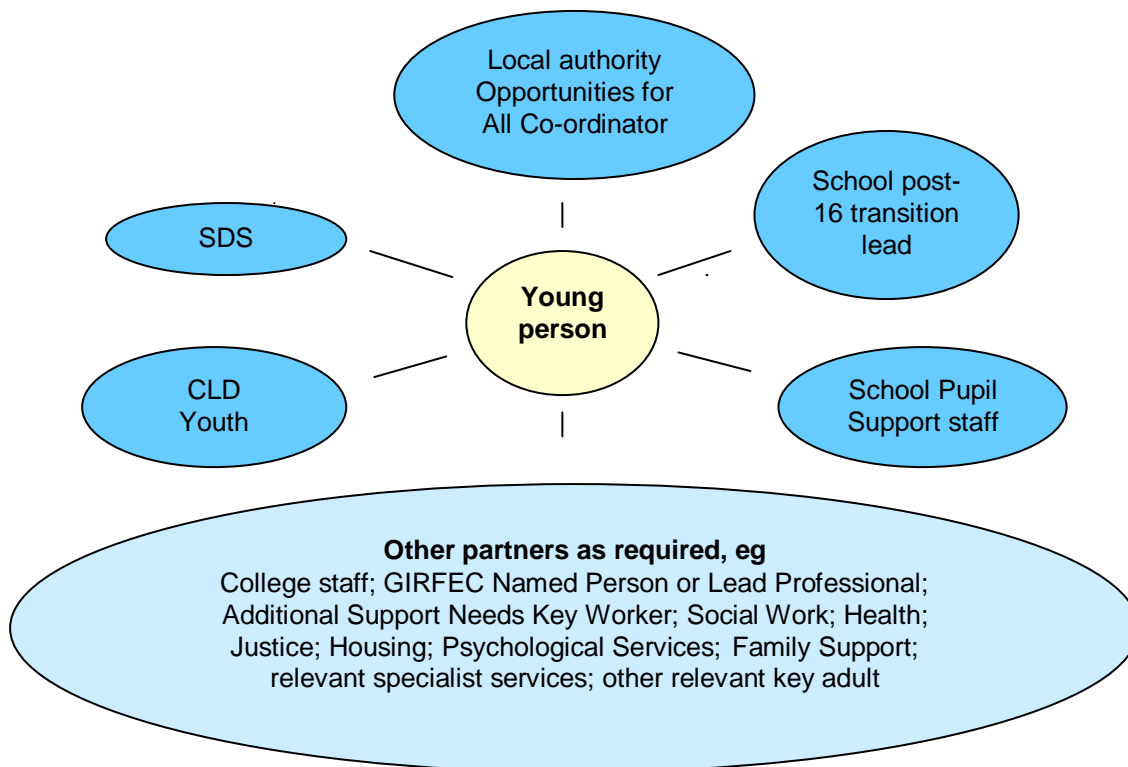 Local authority
Opportunities for
All Co-ordinator
School post-
16 transition
lead
SDS
Young
person
CLD
Youth
School Pupil
Support staff
Other partners as required, eg
College staff; GIRFEC Named Person or Lead Professional;
Additional Support Needs Key Worker; Social Work; Health;
Justice; Housing; Psychological Services; Family Support;
relevant specialist services; other relevant key adult